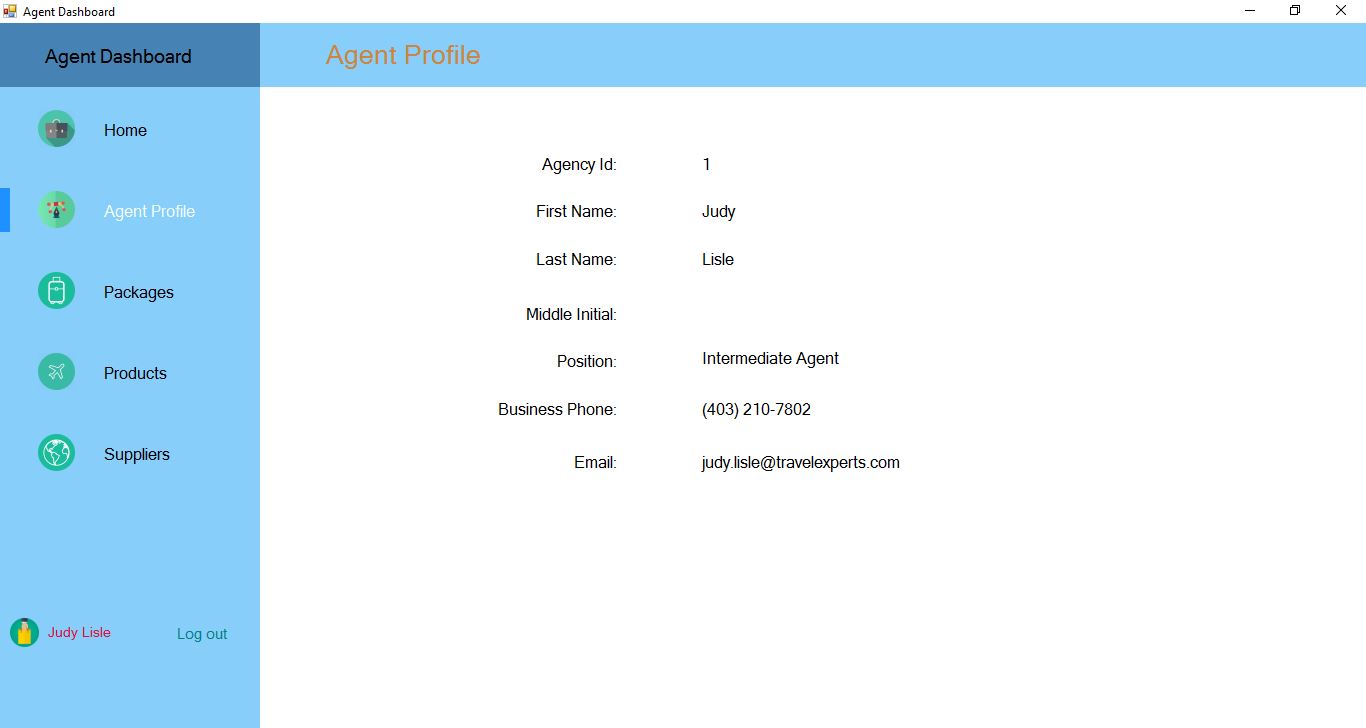 Agent Dashboard
Agent Dashboard
Agent Profile
Home
Agent Profile
Packages
Products
Suppliers
Judy Lisle
Log out
Agency Id: 1
First Name: Judy
Last Name: Lisle
Middle Initial:
Position: Intermediate Agent
Business Phone: (403) 210-7802
Email: judy.lisle@travelexperts.com